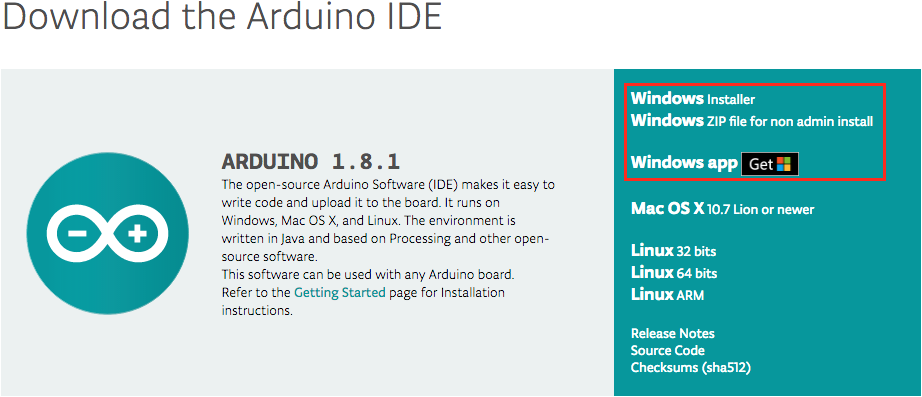 Download the Arduino IDE
ARDUINO 1.8.1
The open-source Arduino Software (IDE) makes it easy to
write code and upload it to the board. It runs on
Windows, Mac OS X, and Linux. The environment is
written in Java and based on Processing and other open-
source software.
This software can be used with any Arduino board.
Refer to the Getting Started page for Installation
instructions.
Windows Installer
Windows ZIP file for non admin install
Windows app Get
Mac OS X 10.7 Lion or newer
Linux 32 bits
Linux 64 bits
Linux ARM
Release Notes
Source Code
Checksums (sha512)